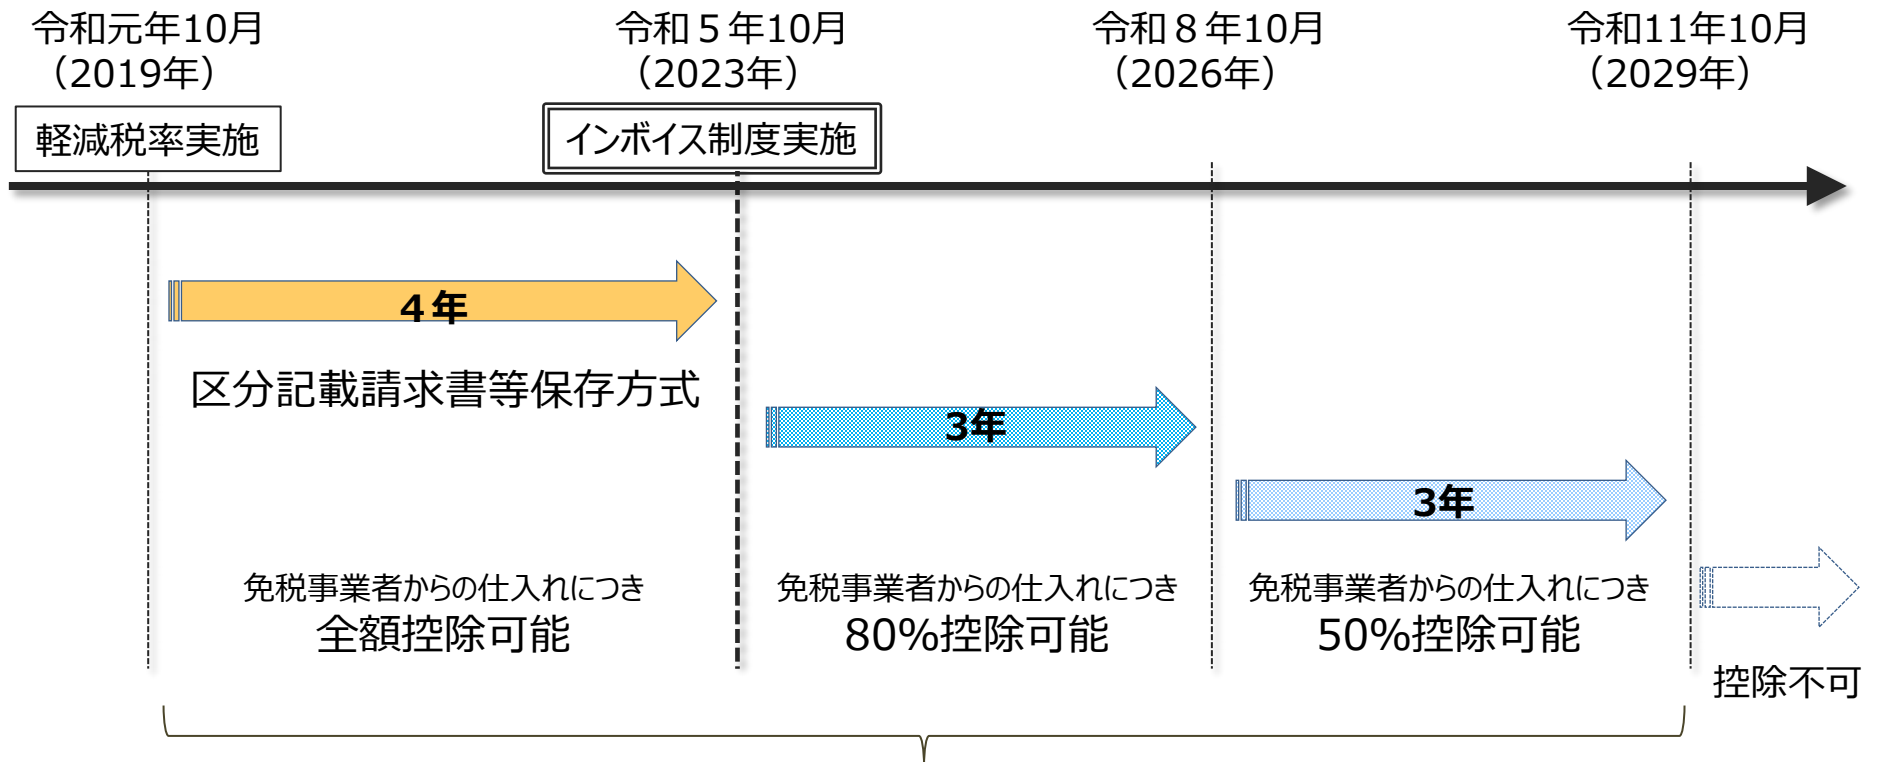 令和元年10月
（2019年）
令和５年10月
（2023年）
令和８年10月
（2026年）
令和11年10月
（2029年）
軽減税率実施
インボイス制度実施
４年
区分記載請求書等保存方式
3年
3年
免税事業者からの仕入れにつき
全額控除可能
免税事業者からの仕入れにつき
80%控除可能
免税事業者からの仕入れにつき
50%控除可能
控除不可